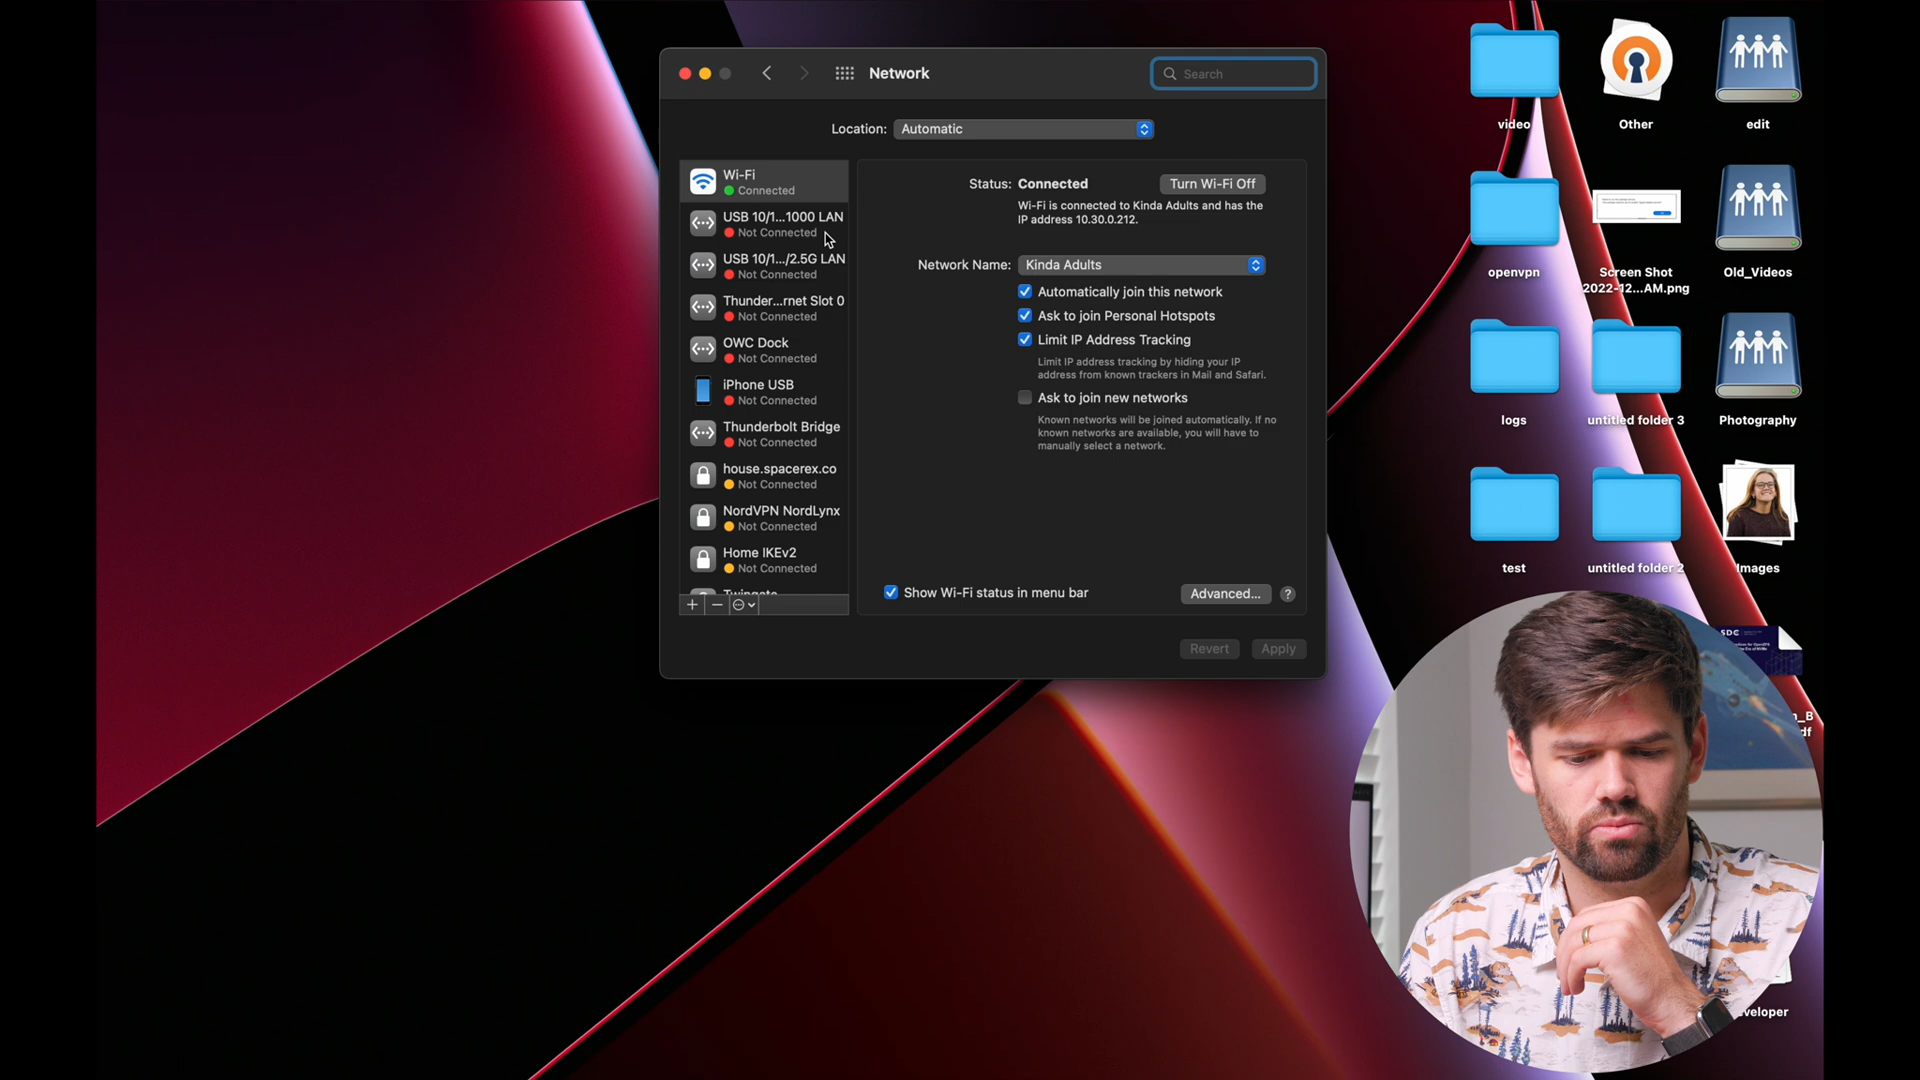 Network
Search
Location:
Automatic
Wi-Fi
Connected
USB 10/1...1000 LAN
Not Connected
USB 10/1.../2.5G LAN
Not Connected
Thunder...rnet Slot 0
Not Connected
OWC Dock
Not Connected
iPhone USB
Not Connected
Thunderbolt Bridge
Not Connected
house.spacerex.co
Not Connected
NordVPN NordLynx
Not Connected
Home IKEv2
Not Connected
Status: Connected
Turn Wi-Fi Off
Wi-Fi is connected to Kinda Adults and has the
IP address 10.30.0.212.
Network Name:
Kinda Adults
Automatically join this network
Ask to join Personal Hotspots
Limit IP Address Tracking
Limit IP address tracking by hiding your IP
address from known trackers in Mail and Safari.
Ask to join new networks
Known networks will be joined automatically. If no
known networks are available, you will have to
manually select a network.
Show Wi-Fi status in menu bar
Advanced...
?
Revert
Apply
video
Other
edit
openvpn
Screen Shot
2022-12...AM.png
Old_Videos
logs
untitled folder 3
Photography
test
untitled folder 2
Images
SDC